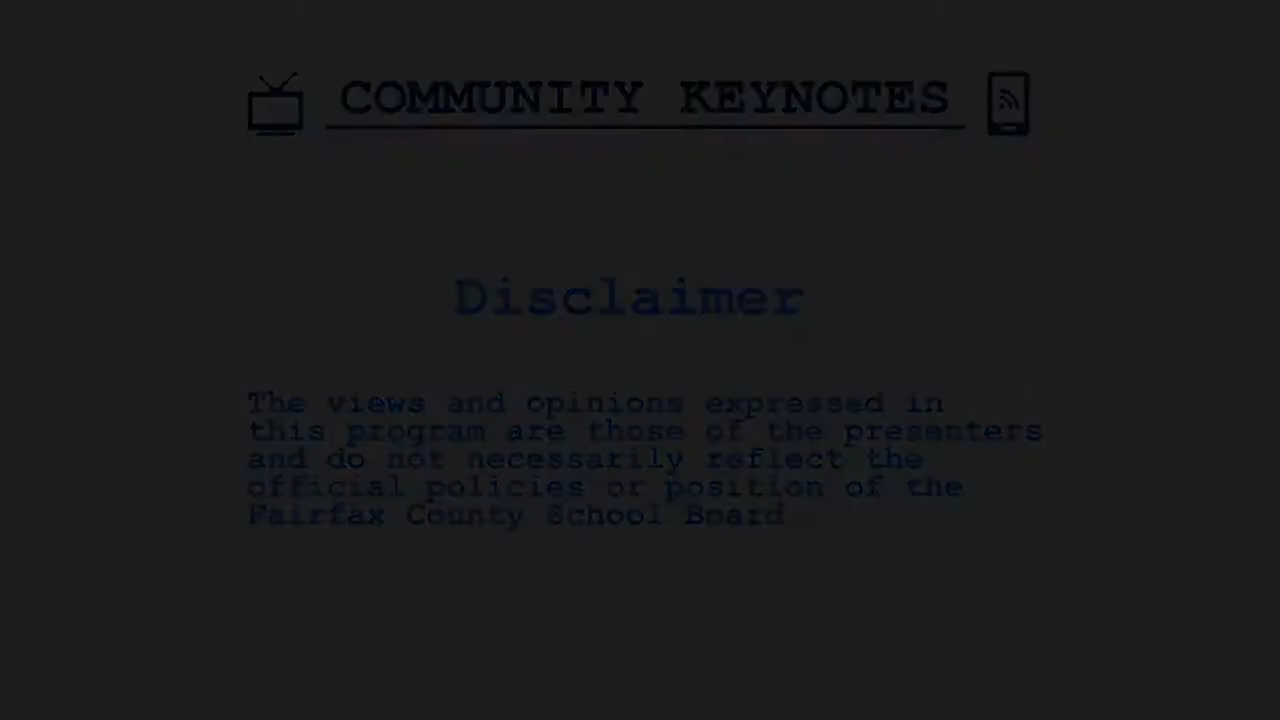 COMMUNITY KEYNOTES
Disclaimer
The views and opinions expressed in
this program are those of the presenters
and do not necessarily reflect the
official policies or position of the
Fairfax County School Board